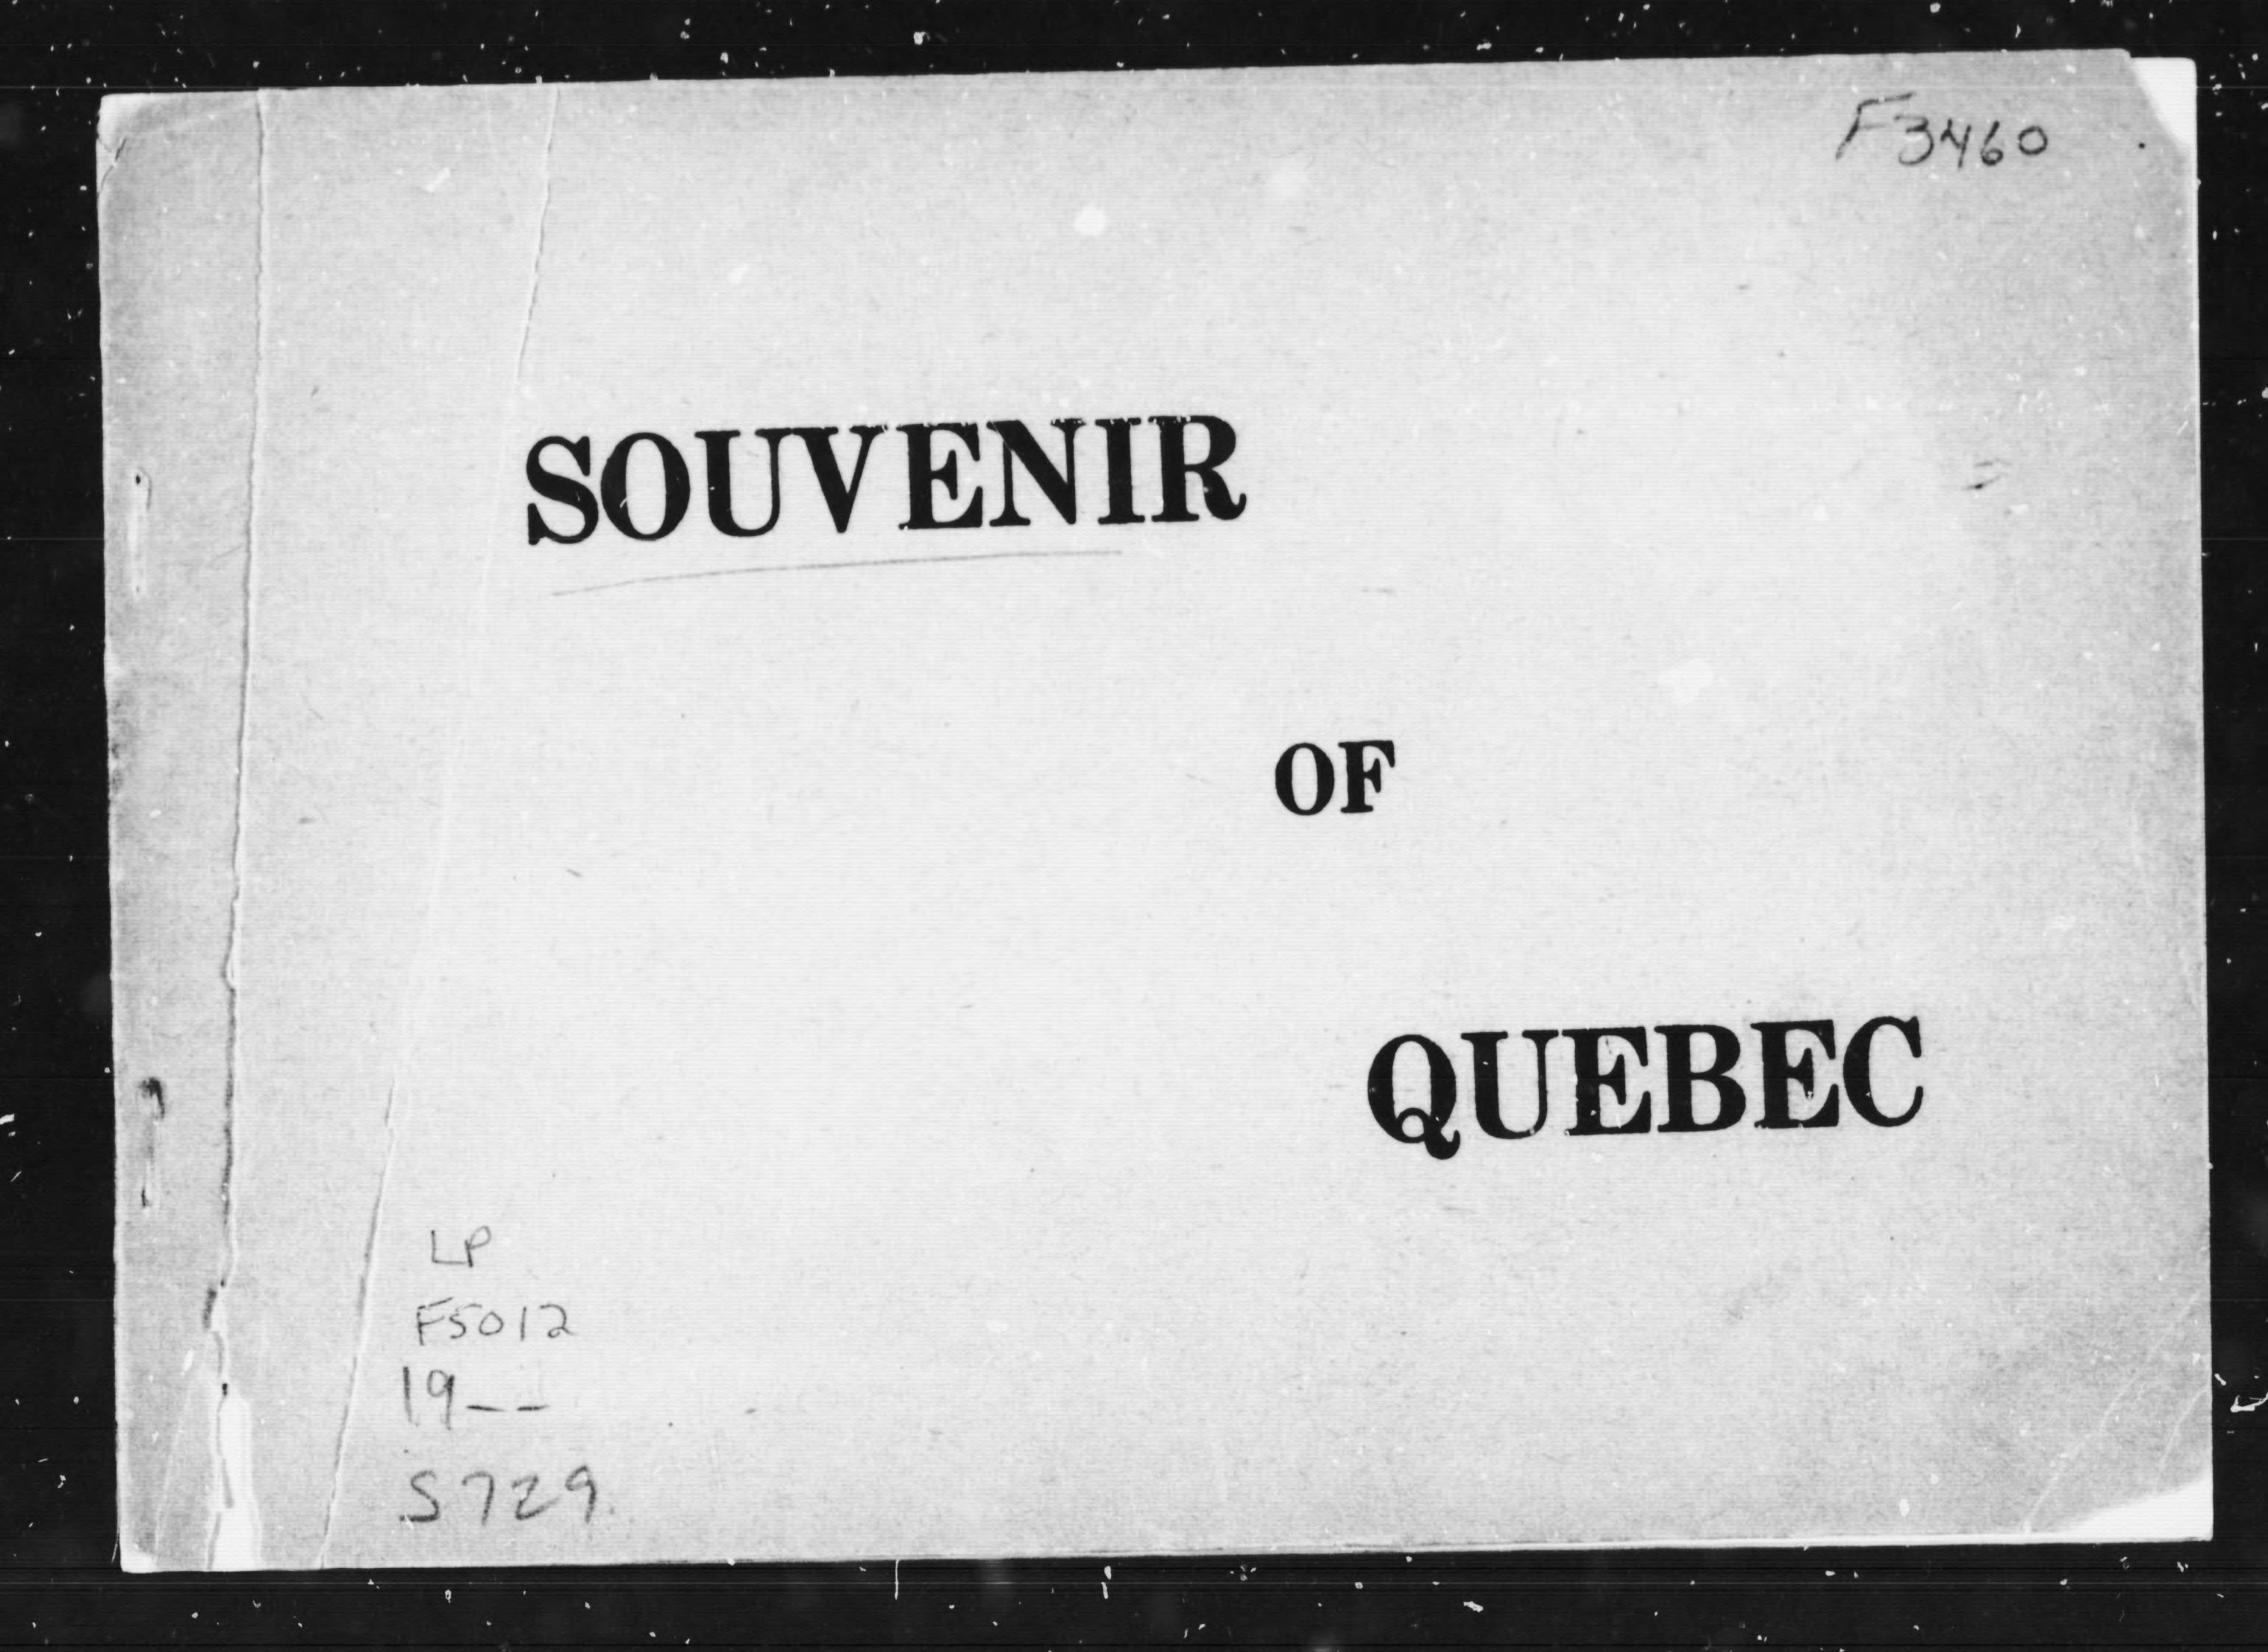 F3460
SOUVENIR
OF
QUEBEC
LP
F5012
19--
S729